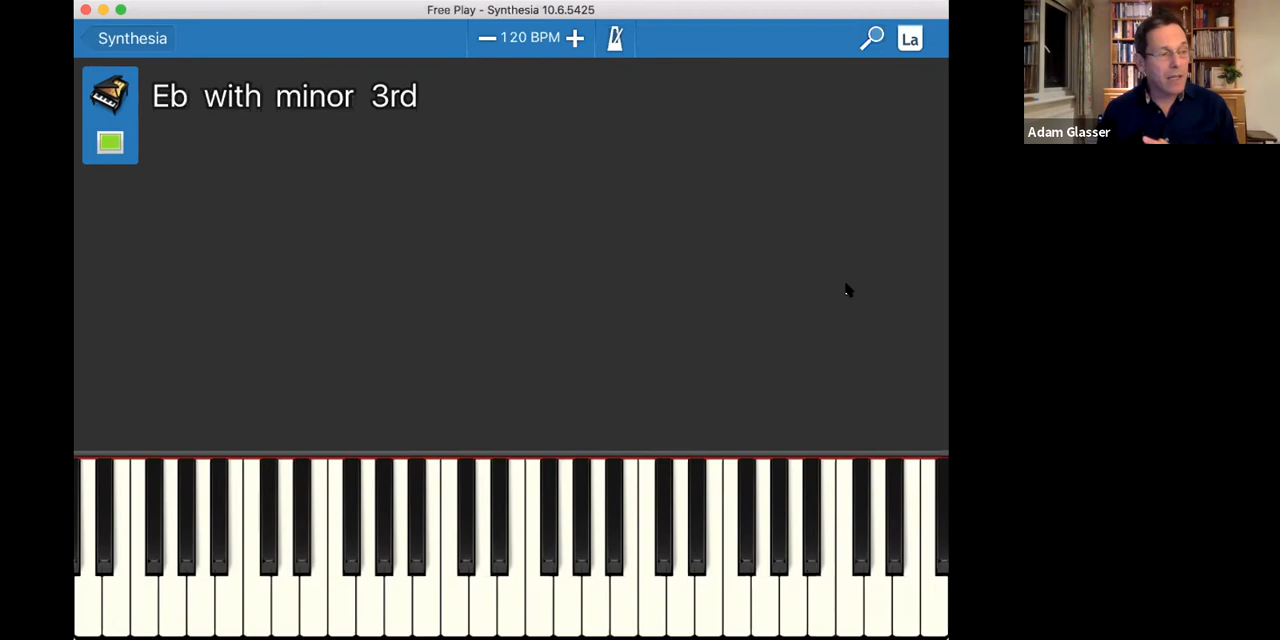 Free Play - Synthesia 10.6.5425
Synthesia
120 BPM
La
Eb with minor 3rd
Adam Glasser